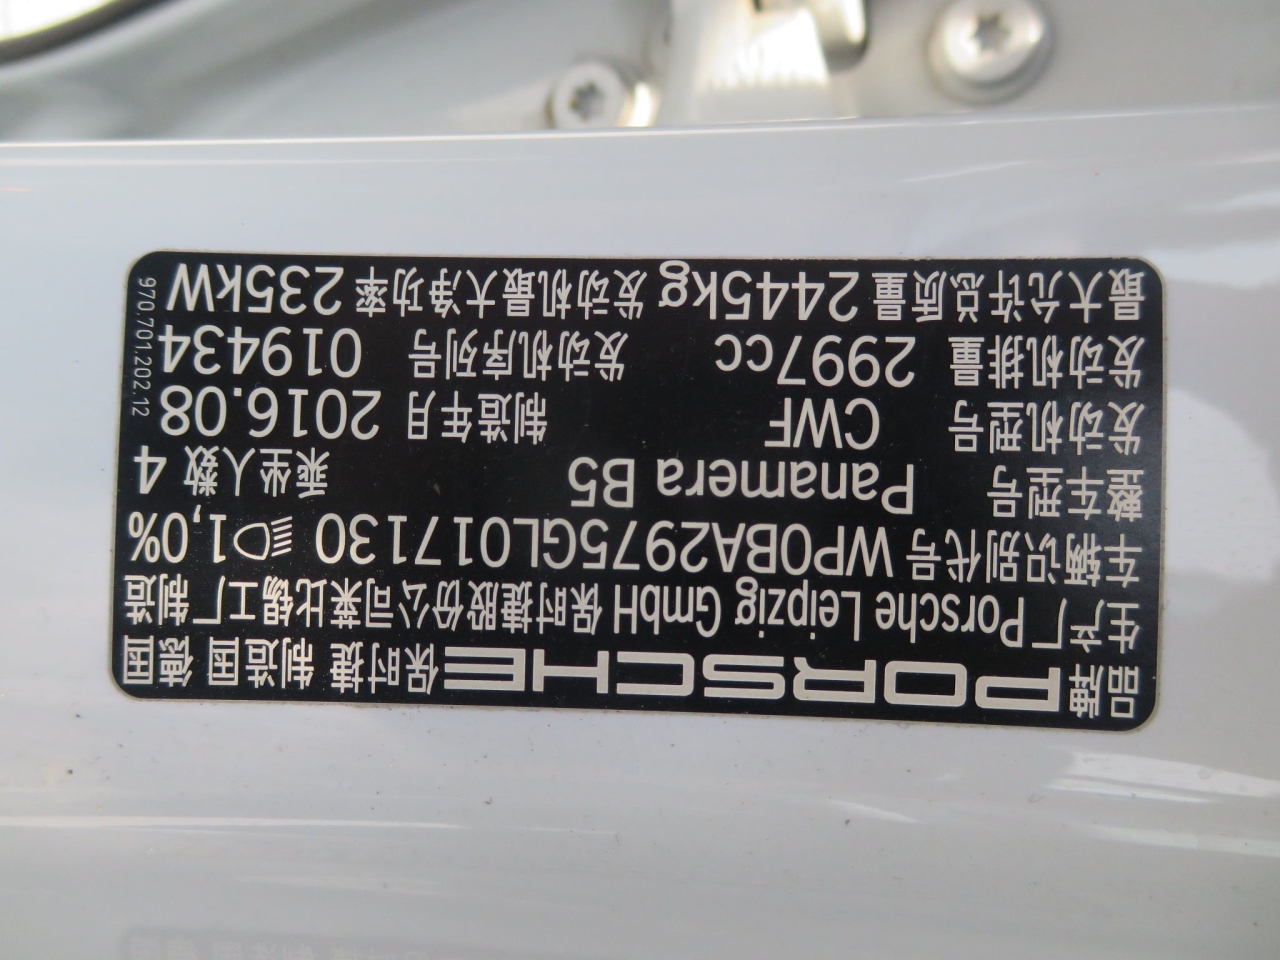 品牌 PORSCHE 保时捷 制造国 德国
生产厂 Porsche Leipzig GmbH 保时捷股份公司莱比锡工厂 制造
车辆识别代号 WP0BA2975GL017130 1,0%
整车型号 Panamera B5 乘坐人数 4
发动机型号 CWF 制造年月 2016.08
发动机排量 2997cc 发动机序列号 019434
最大允许总质量 2445kg 发动机最大净功率 235kW
970.701.202.12